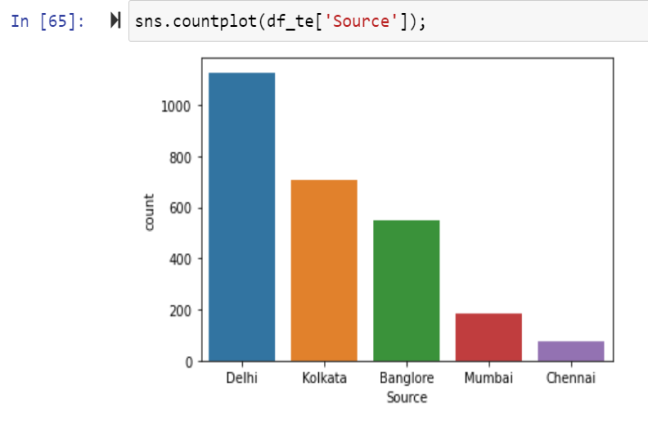 In [65]: sns.countplot(df_te['Source']);
1000
800
600
400
200
0
count
Delhi Kolkata Banglore Mumbai Chennai
Source